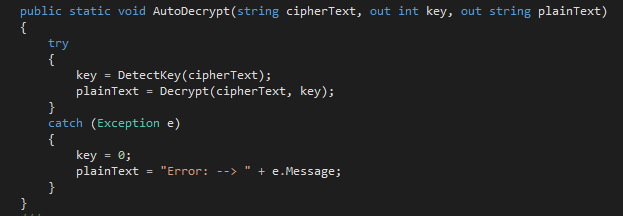 public static void AutoDecrypt(string cipherText, out int key, out string plainText)
{
try
{
key = DetectKey(cipherText);
plainText = Decrypt(cipherText, key);
}
catch (Exception e)
{
key = 0;
plainText = "Error: --> " + e.Message;
}
}